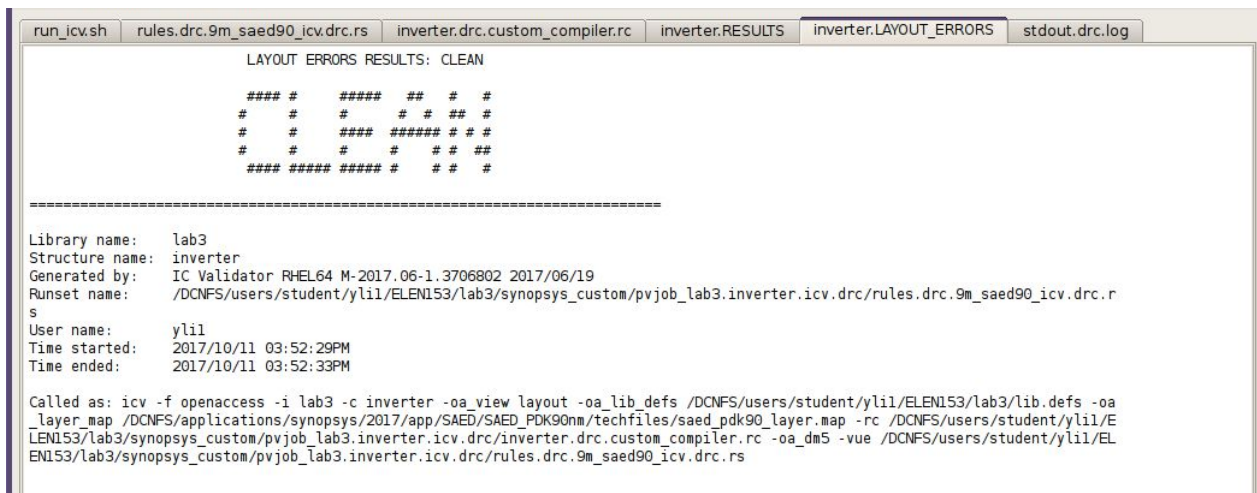 run_icv.sh rules.drc.9m_saed90_icv.drc.rs inverter.drc.custom_compiler.rc inverter.RESULTS inverter.LAYOUT_ERRORS stdout.drc.log
LAYOUT ERRORS RESULTS: CLEAN
#### #     #####   ##   #   #
#     #     #      #  #  ##  #
#     #     ####  ###### # # #
#     #     #     #    # #  ##
#### ##### ##### #    # #   #
===========================================================================
Library name:    lab3
Structure name:  inverter
Generated by:    IC Validator RHEL64 M-2017.06-1.3706802 2017/06/19
Runset name:     /DCNFS/users/student/yli1/ELEN153/lab3/synopsys_custom/pvjob_lab3.inverter.icv.drc/rules.drc.9m_saed90_icv.drc.r
s
User name:       yli1
Time started:    2017/10/11 03:52:29PM
Time ended:      2017/10/11 03:52:33PM
Called as: icv -f openaccess -i lab3 -c inverter -oa_view layout -oa_lib_defs /DCNFS/users/student/yli1/ELEN153/lab3/lib.defs -oa
_layer_map /DCNFS/applications/synopsys/2017/app/SAED/SAED_PDK90nm/techfiles/saed_pdk90_layer.map -rc /DCNFS/users/student/yli1/E
LEN153/lab3/synopsys_custom/pvjob_lab3.inverter.icv.drc/inverter.drc.custom_compiler.rc -oa_dm5 -vue /DCNFS/users/student/yli1/EL
EN153/lab3/synopsys_custom/pvjob_lab3.inverter.icv.drc/rules.drc.9m_saed90_icv.drc.rs